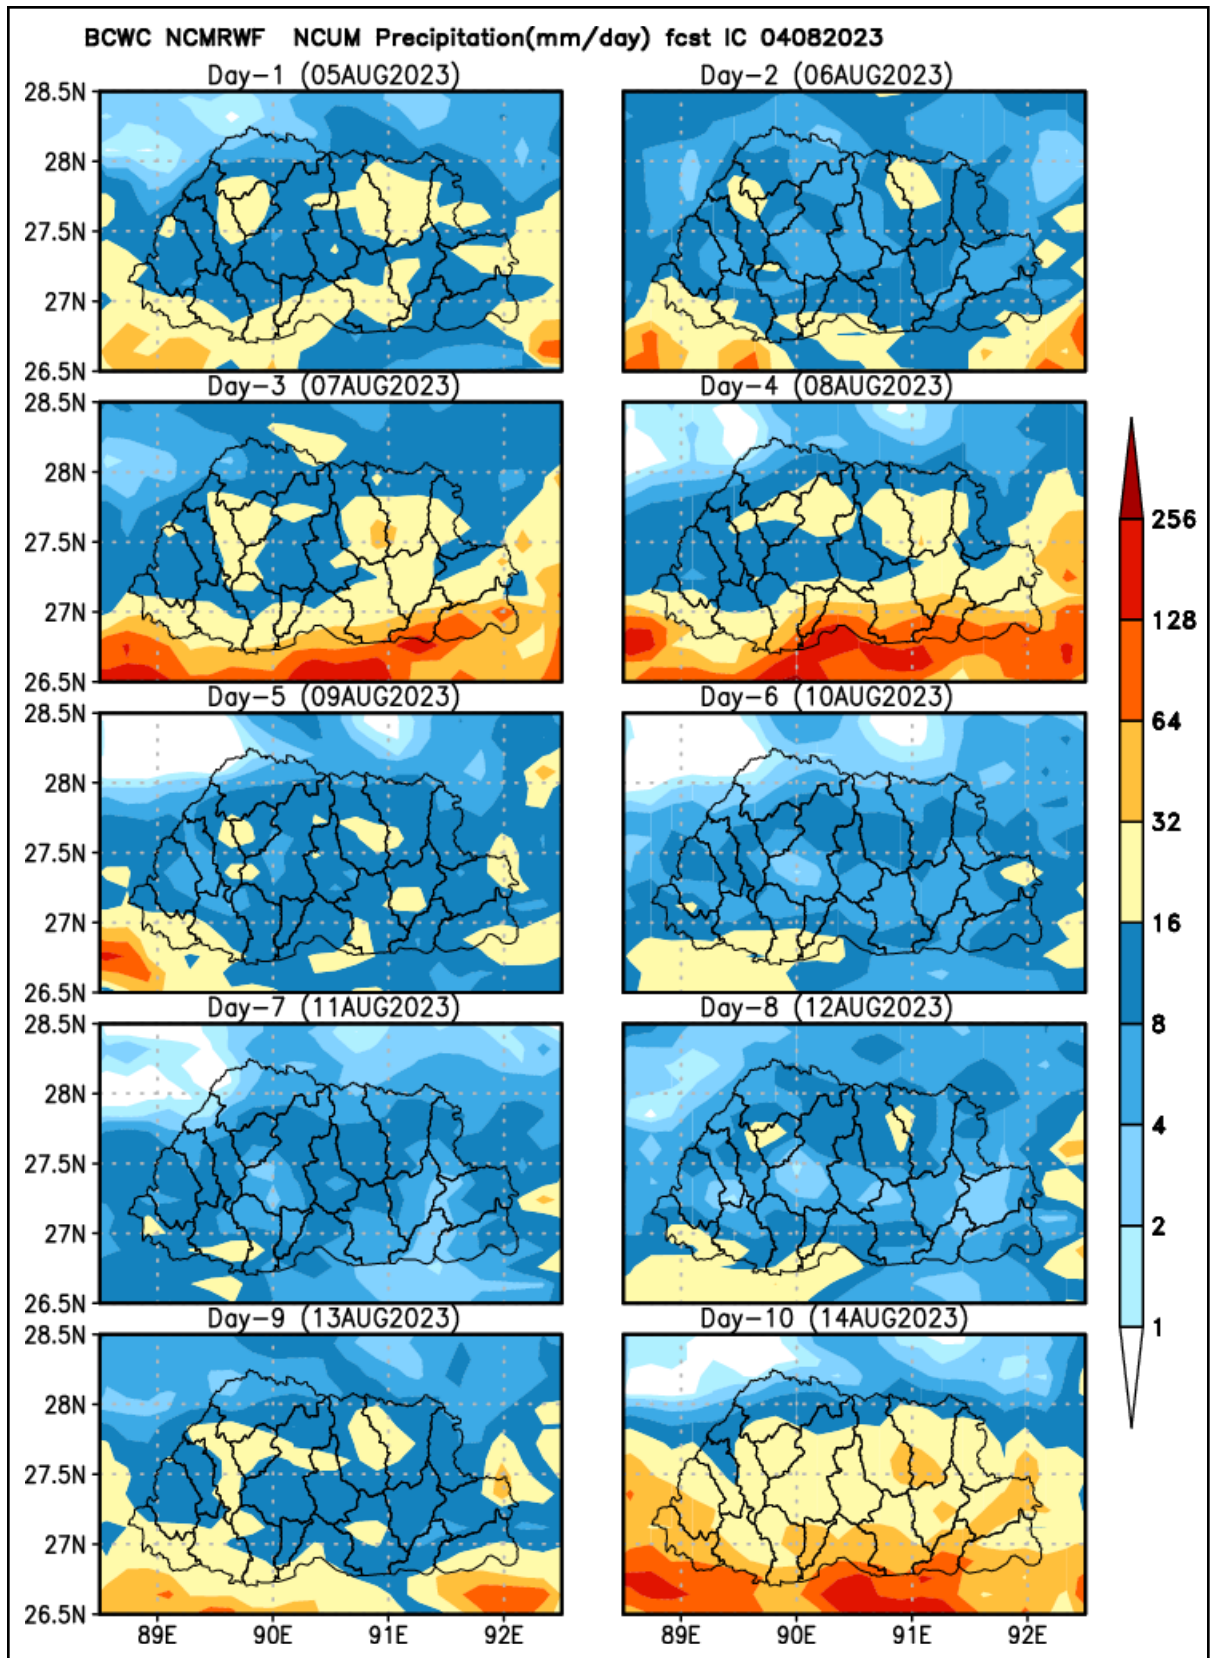 BCWC NCMRWF NCUM Precipitation(mm/day) fcst IC 04082023
Day-1 (05AUG2023) Day-2 (06AUG2023)
28.5N
28N
27.5N
27N
26.5N
Day-3 (07AUG2023) Day-4 (08AUG2023)
28.5N
28N
27.5N
27N
26.5N
Day-5 (09AUG2023) Day-6 (10AUG2023)
28.5N
28N
27.5N
27N
26.5N
Day-7 (11AUG2023) Day-8 (12AUG2023)
28.5N
28N
27.5N
27N
26.5N
Day-9 (13AUG2023) Day-10 (14AUG2023)
28.5N
28N
27.5N
27N
26.5N
89E 90E 91E 92E 89E 90E 91E 92E
256
128
64
32
16
8
4
2
1